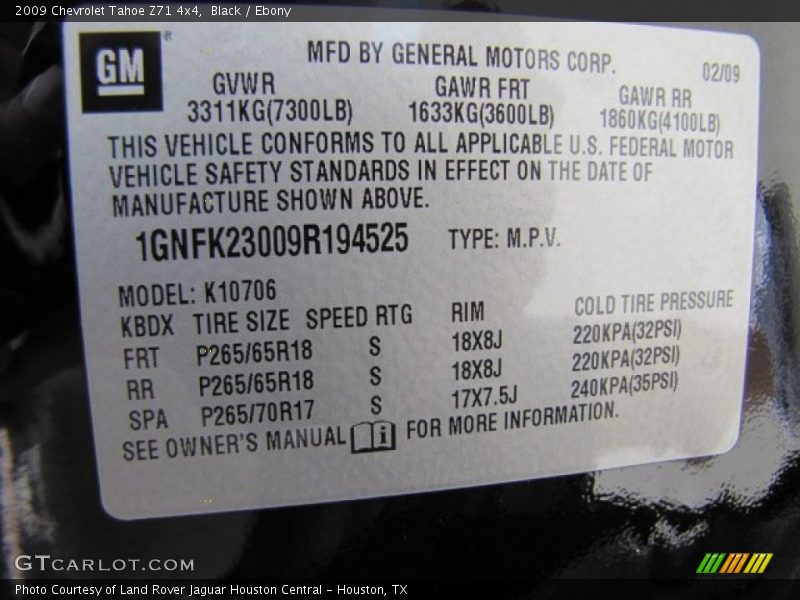 2009 Chevrolet Tahoe Z71 4x4, Black / Ebony
GM ®
MFD BY GENERAL MOTORS CORP.
02/09
GVWR GAWR FRT GAWR RR
3311KG(7300LB) 1633KG(3600LB) 1860KG(4100LB)
THIS VEHICLE CONFORMS TO ALL APPLICABLE U.S. FEDERAL MOTOR
VEHICLE SAFETY STANDARDS IN EFFECT ON THE DATE OF
MANUFACTURE SHOWN ABOVE.
1GNFK23009R194525 TYPE: M.P.V.
MODEL: K10706
KBDX TIRE SIZE SPEED RTG RIM COLD TIRE PRESSURE
FRT P265/65R18 S 18X8J 220KPA(32PSI)
RR P265/65R18 S 18X8J 220KPA(32PSI)
SPA P265/70R17 S 17X7.5J 240KPA(35PSI)
SEE OWNER'S MANUAL i FOR MORE INFORMATION.
GTCARLOT.COM
Photo Courtesy of Land Rover Jaguar Houston Central - Houston, TX